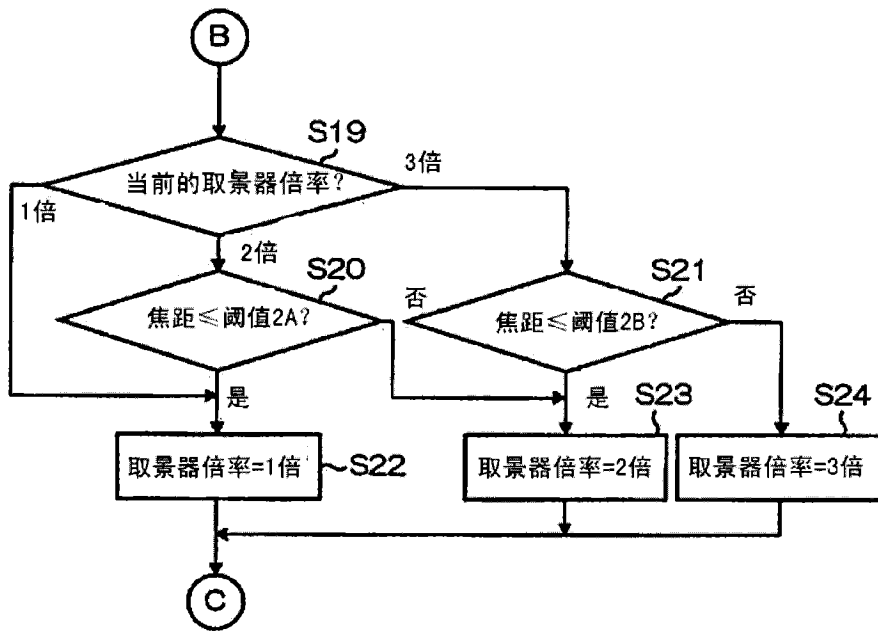 B
S19
当前的取景器倍率?
3倍
1倍
2倍
S20
S21
焦距≦阈值2A?
否
焦距≦阈值2B?
否
是
是
S23
S24
取景器倍率=1倍
S22
取景器倍率=2倍
取景器倍率=3倍
C